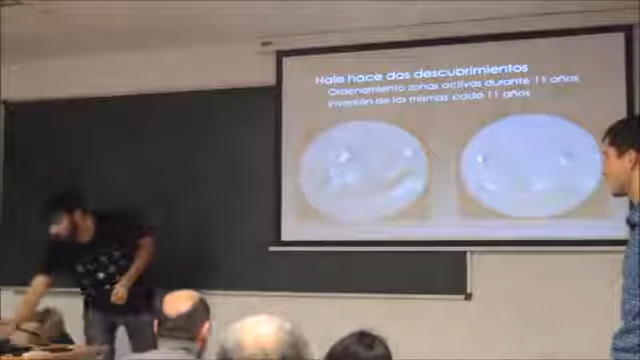 Hale hace dos descubrimientos
Ordenamiento zonas activas durante 11 años
Inversión de las mismas cada 11 años